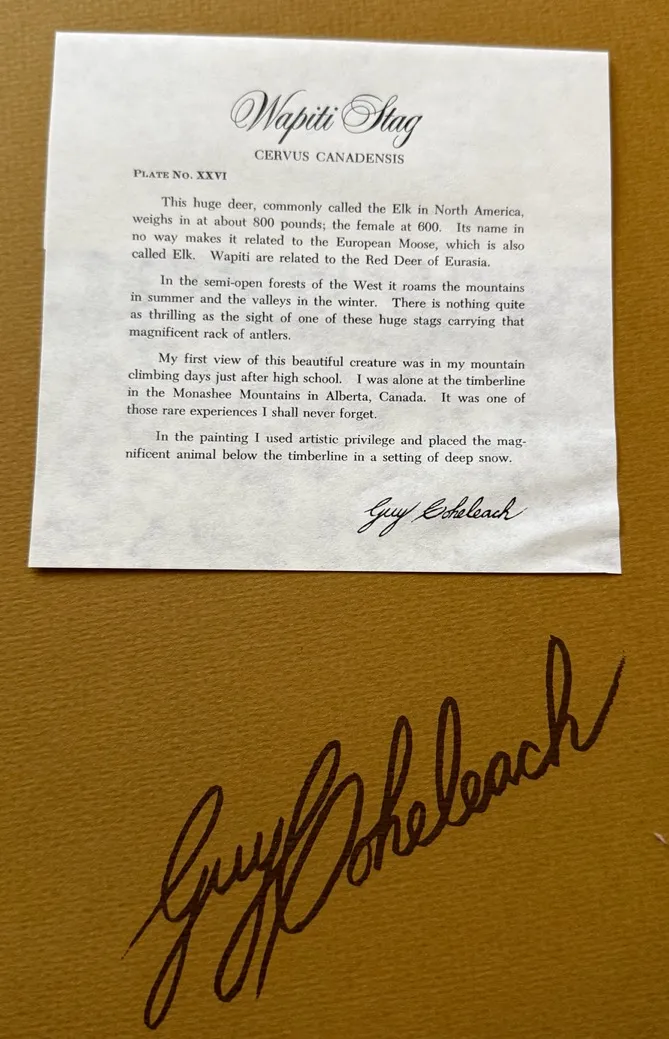 Wapiti Stag
CERVUS CANADENSIS
PLATE NO. XXVI
This huge deer, commonly called the Elk in North America,
weighs in at about 800 pounds; the female at 600. Its name in
no way makes it related to the European Moose, which is also
called Elk. Wapiti are related to the Red Deer of Eurasia.
In the semi-open forests of the West it roams the mountains
in summer and the valleys in the winter. There is nothing quite
as thrilling as the sight of one of these huge stags carrying that
magnificent rack of antlers.
My first view of this beautiful creature was in my mountain
climbing days just after high school. I was alone at the timberline
in the Monashee Mountains in Alberta, Canada. It was one of
those rare experiences I shall never forget.
In the painting I used artistic privilege and placed the mag-
nificent animal below the timberline in a setting of deep snow.
Guy Coheleach
Guy Coheleach